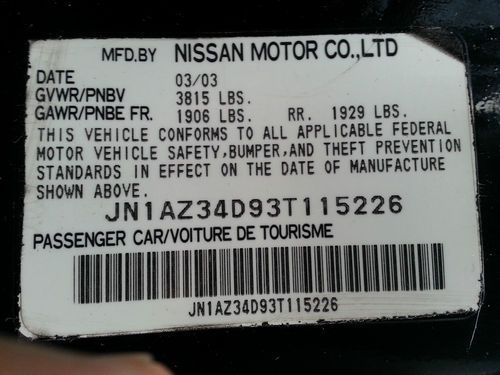 MFD.BY NISSAN MOTOR CO.,LTD
DATE 03/03
GVWR/PNBV 3815 LBS.
GAWR/PNBE FR. 1906 LBS. RR. 1929 LBS.
THIS VEHICLE CONFORMS TO ALL APPLICABLE FEDERAL
MOTOR VEHICLE SAFETY,BUMPER,AND THEFT PREVENTION
STANDARDS IN EFFECT ON THE DATE OF MANUFACTURE
SHOWN ABOVE.
JN1AZ34D93T115226
PASSENGER CAR/VOITURE DE TOURISME
JN1AZ34D93T115226